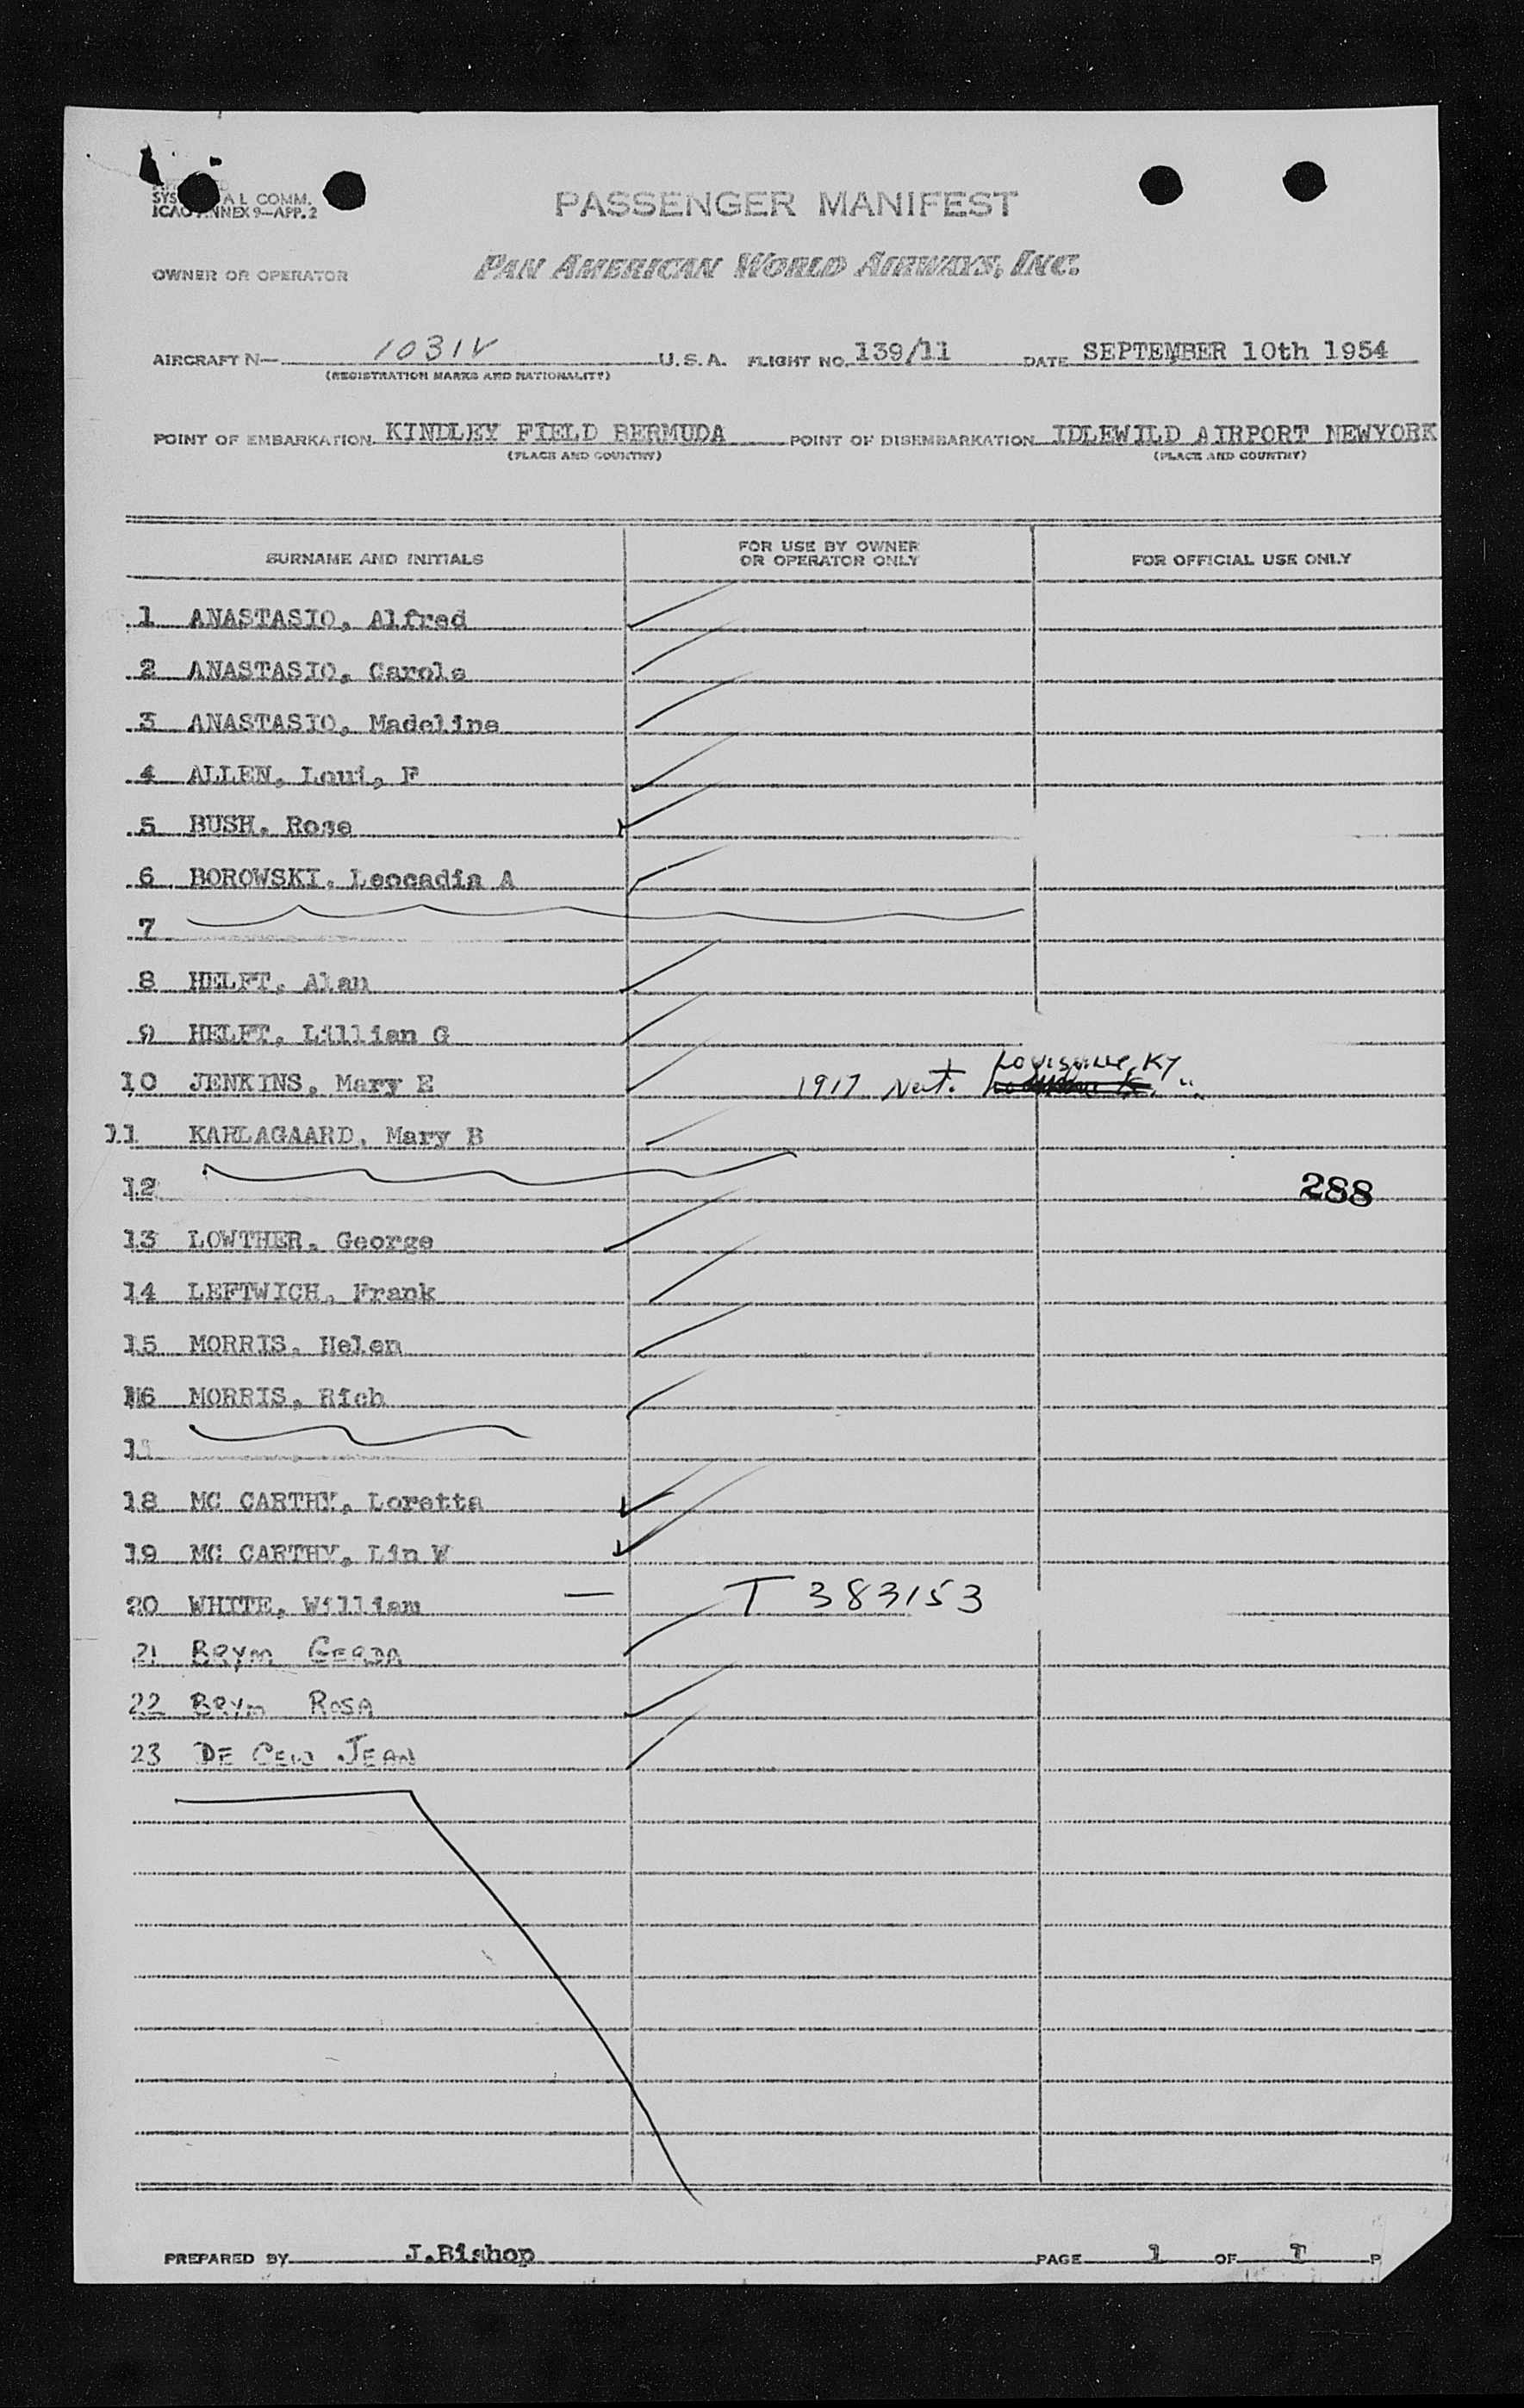 SYS AL COMM.
ICAO ANNEX 9—APP. 2
PASSENGER MANIFEST
OWNER OR OPERATOR PAN AMERICAN WORLD AIRWAYS, INC.
AIRCRAFT N— 1031V U.S.A. FLIGHT NO. 139/11 DATE SEPTEMBER 10th 1954
(REGISTRATION MARKS AND NATIONALITY)
POINT OF EMBARKATION KINDLEY FIELD BERMUDA POINT OF DISEMBARKATION IDLEWILD AIRPORT NEWYORK
(PLACE AND COUNTRY) (PLACE AND COUNTRY)
SURNAME AND INITIALS FOR USE BY OWNER OR OPERATOR ONLY FOR OFFICIAL USE ONLY
1 ANASTASIO, Alfred
2 ANASTASIO, Carole
3 ANASTASIO, Madeline
4 ALLEN, Loui, F
5 BUSH. Rose
6 BOROWSKI. Leocadia A
7
8 HELFT, Alan
9 HELFT, Lillian G
10 JENKINS, Mary E 1917 Nat. Louisville, KY
11 KARLAGAARD, Mary B
12 288
13 LOWTHER, George
14 LEFTWICH, Frank
15 MORRIS, Helen
16 MORRIS, Rich
18 MC CARTHY, Loretta
19 MC CARTHY, Lin W
20 WHITE, William — T 383153
21 BRYM GERDA
22 BRYM ROSA
23 DE CEW JEAN
PREPARED BY J.Bishop PAGE 1 OF 1 P